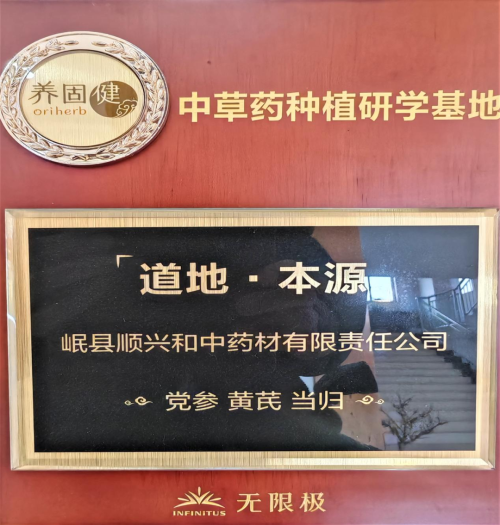 养固健
oriherb
中草药种植研学基地
「道地·本源
岷县顺兴和中药材有限责任公司
党参 黄芪 当归
INFINITUS 无限极